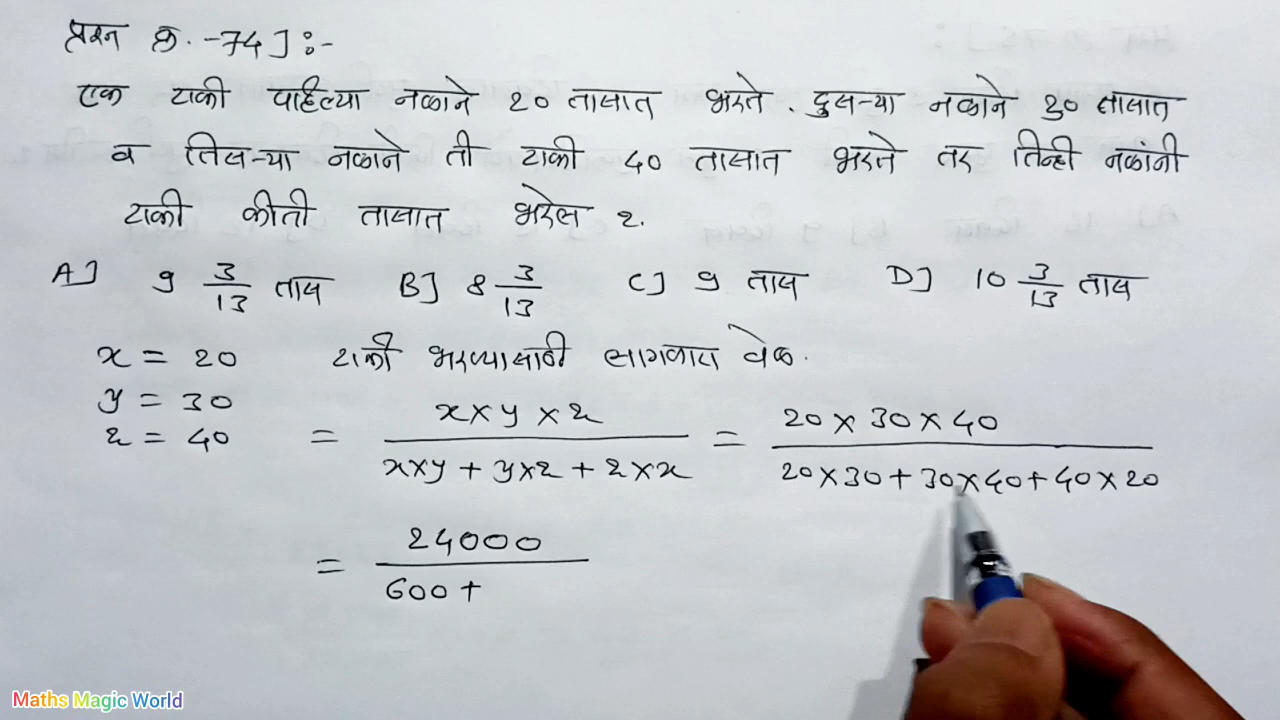 प्रश्न क्र. -74] :-
एक टाकी पहिल्या नळाने 20 तासात भरते. दुसऱ्या नळाने 30 तासात
व तिसऱ्या नळाने ती टाकी 40 तासात भरते तर तिन्ही नळांनी
टाकी कीती तासात भरेल ?.
A] 9 3/13 तास B] 8 3/13 C] 9 तास D] 10 3/13 तास
x = 20 टाकी भरण्यासाठी लागणारा वेळ.
y = 30
z = 40 = x×y×z / x×y + y×z + z×x = 20×30×40 / 20×30+30×40+40×20
= 24000 / 600+
Maths Magic World